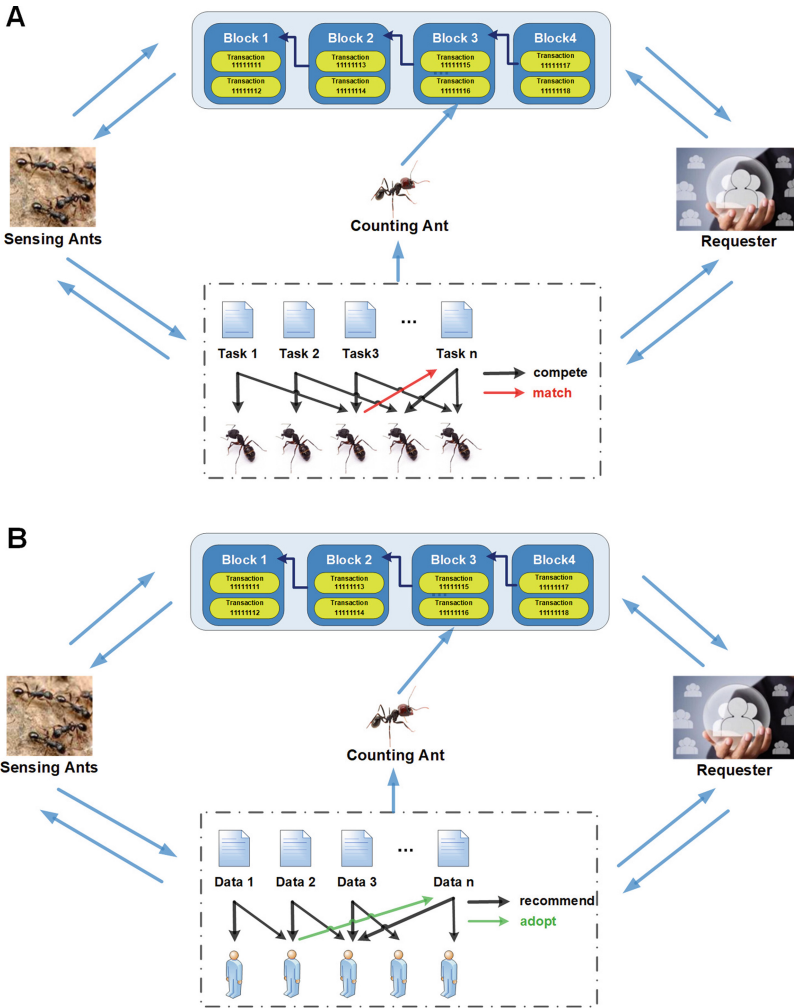 A
Block 1
Block 2
Block 3
Block4
Transaction
11111111
Transaction
11111113
Transaction
11111115
Transaction
11111117
Transaction
11111112
Transaction
11111114
Transaction
11111116
Transaction
11111118
Sensing Ants
Counting Ant
Requester
Task 1
Task 2
Task3
...
Task n
compete
match
B
Block 1
Block 2
Block 3
Block4
Transaction
11111111
Transaction
11111113
Transaction
11111115
Transaction
11111117
Transaction
11111112
Transaction
11111114
Transaction
11111116
Transaction
11111118
Sensing Ants
Counting Ant
Requester
Data 1
Data 2
Data 3
...
Data n
recommend
adopt